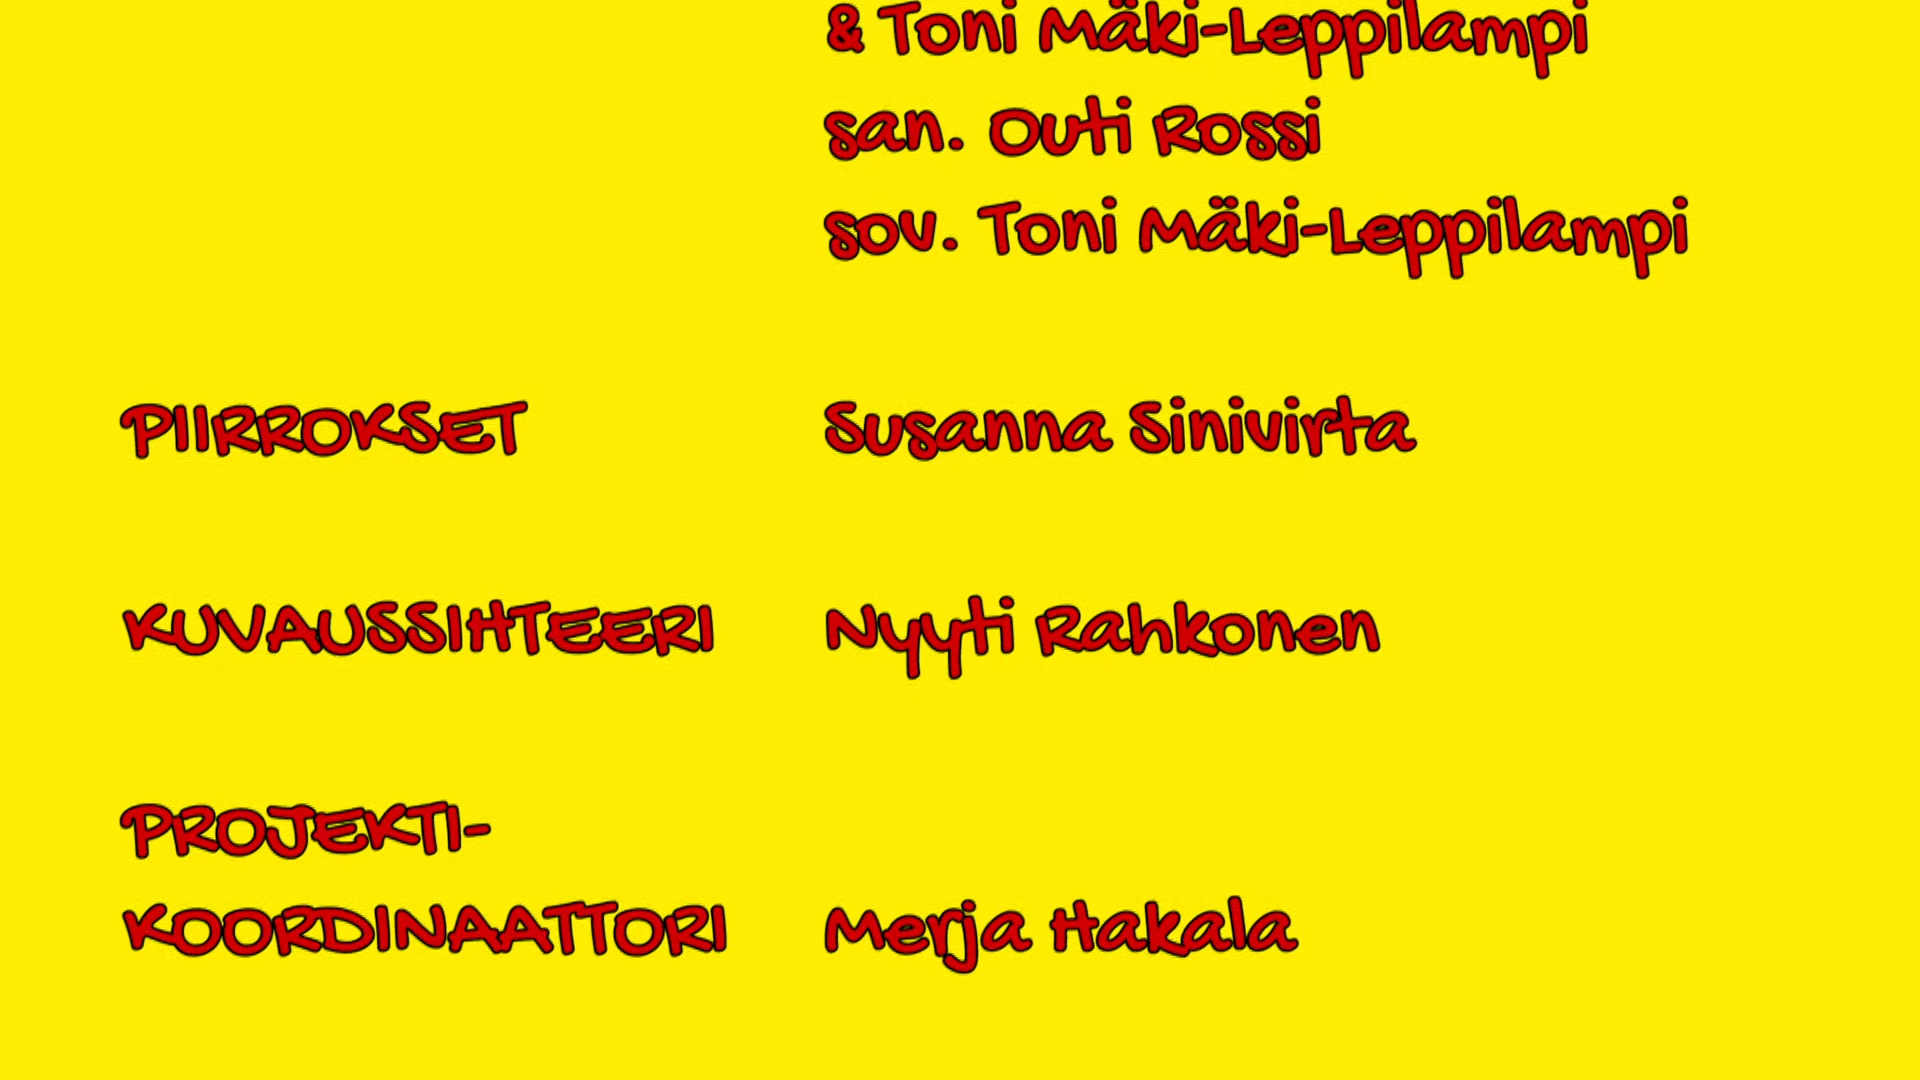 & Toni Mäki-Leppilampi
san. Outi Rossi
sov. Toni Mäki-Leppilampi
PIIRROKSET Susanna Sinivirta
KUVAUSSIHTEERI Nyyti Rahkonen
PROJEKTI-
KOORDINAATTORI Merja Hakala